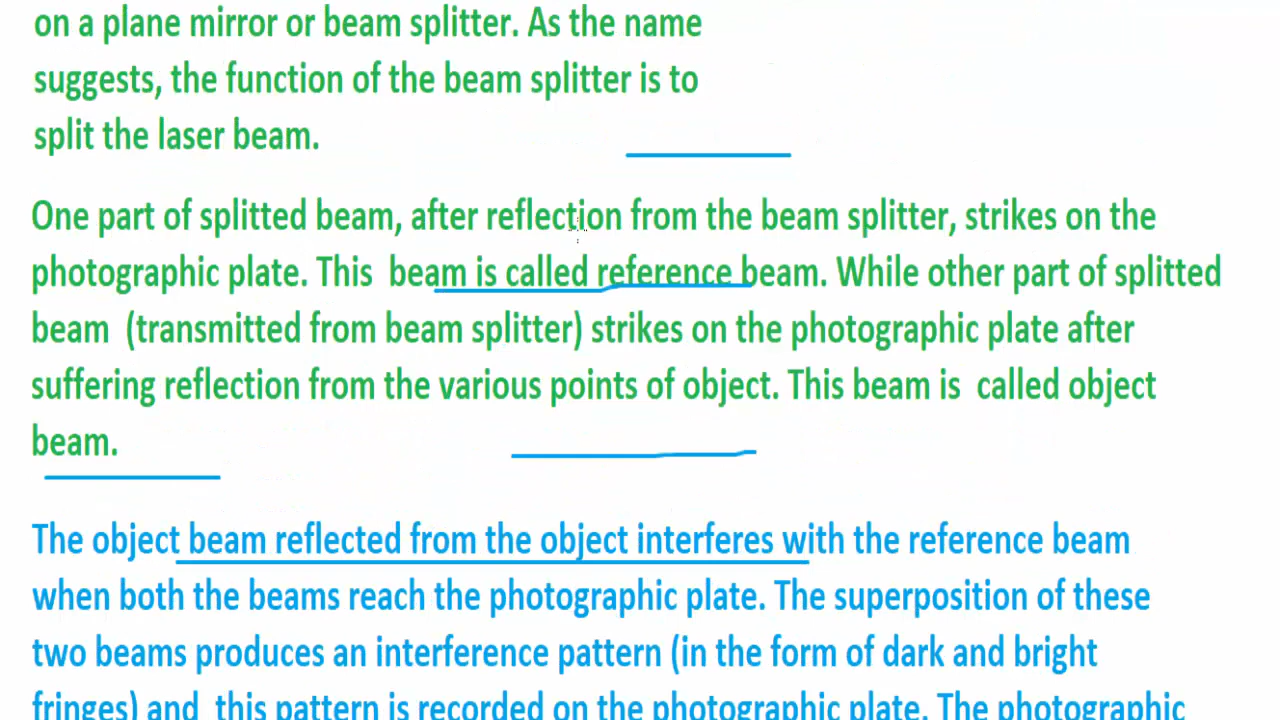 on a plane mirror or beam splitter. As the name
suggests, the function of the beam splitter is to
split the laser beam.
One part of splitted beam, after reflection from the beam splitter, strikes on the
photographic plate. This beam is called reference beam. While other part of splitted
beam (transmitted from beam splitter) strikes on the photographic plate after
suffering reflection from the various points of object. This beam is called object
beam.
The object beam reflected from the object interferes with the reference beam
when both the beams reach the photographic plate. The superposition of these
two beams produces an interference pattern (in the form of dark and bright
fringes) and this pattern is recorded on the photographic plate. The photographic